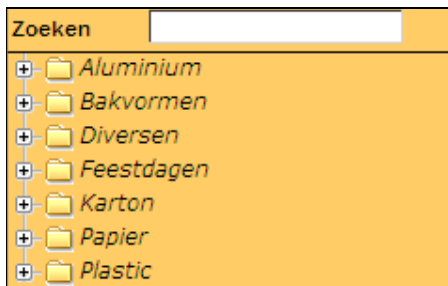 Zoeken
Aluminium
Bakvormen
Diversen
Feestdagen
Karton
Papier
Plastic